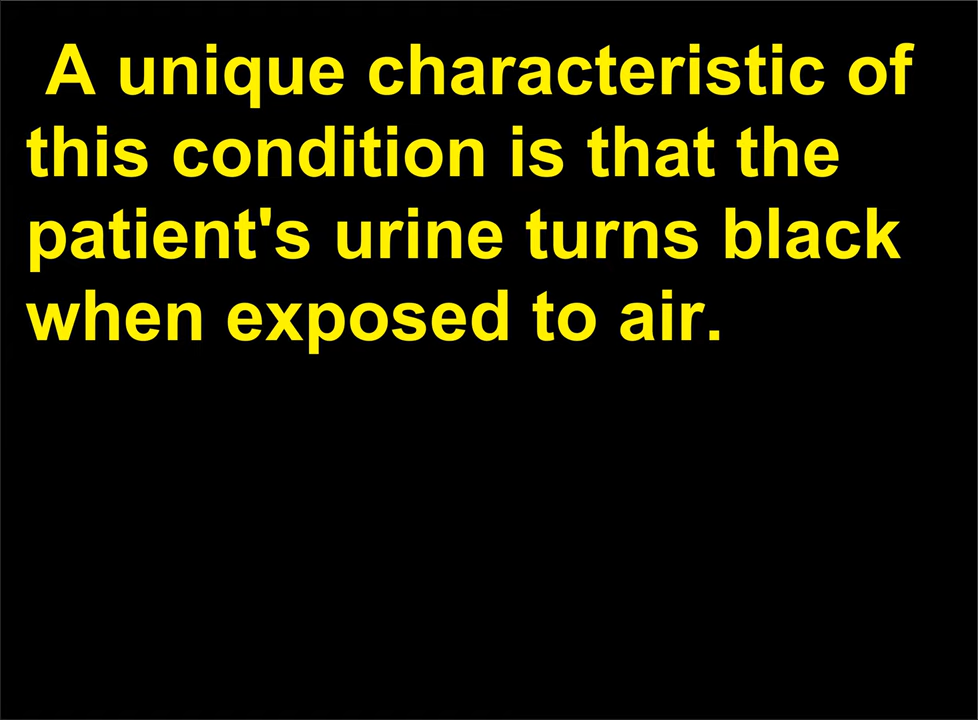 A unique characteristic of
this condition is that the
patient's urine turns black
when exposed to air.